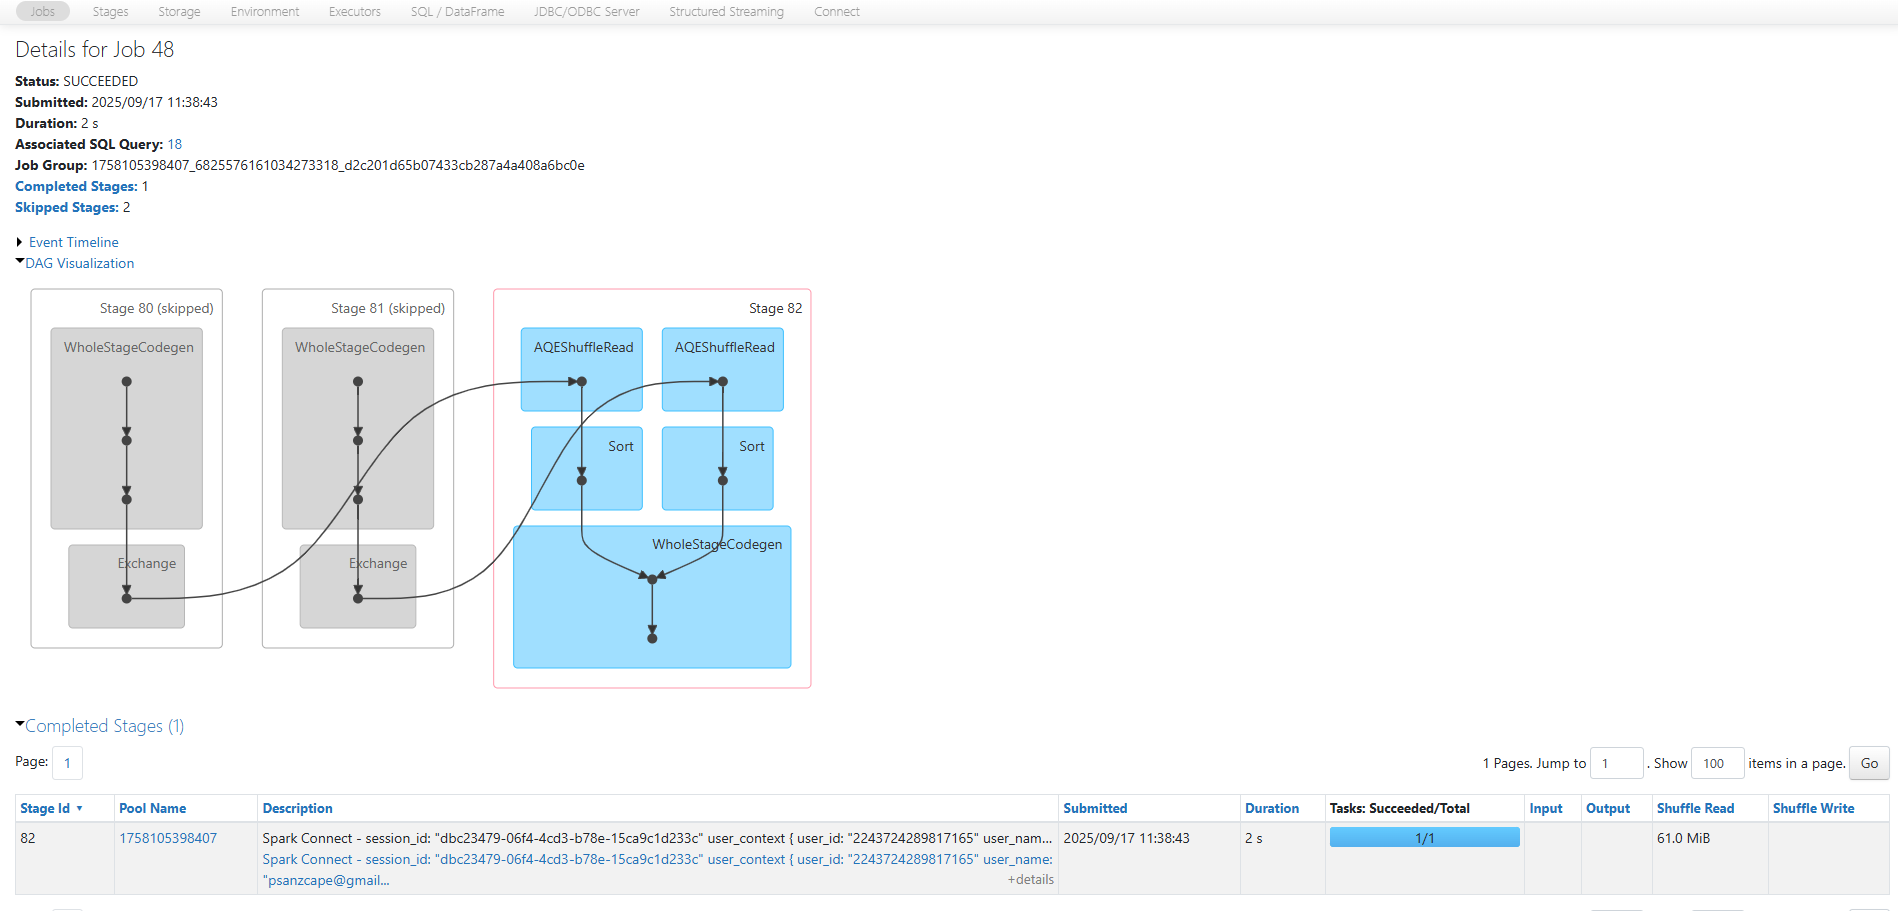 Jobs Stages Storage Environment Executors SQL / DataFrame JDBC/ODBC Server Structured Streaming Connect
Details for Job 48
Status: SUCCEEDED
Submitted: 2025/09/17 11:38:43
Duration: 2 s
Associated SQL Query: 18
Job Group: 1758105398407_6825576161034273318_d2c201d65b07433cb287a4a408a6bc0e
Completed Stages: 1
Skipped Stages: 2
Event Timeline
DAG Visualization
Stage 80 (skipped)
WholeStageCodegen
Exchange
Stage 81 (skipped)
WholeStageCodegen
Exchange
Stage 82
AQEShuffleRead AQEShuffleRead
Sort Sort
WholeStageCodegen
Completed Stages (1)
Page: 1
1 Pages. Jump to 1 . Show 100 items in a page. Go
Stage Id ▾ Pool Name Description Submitted Duration Tasks: Succeeded/Total Input Output Shuffle Read Shuffle Write
82 1758105398407 Spark Connect - session_id: "dbc23479-06f4-4cd3-b78e-15ca9c1d233c" user_context { user_id: "2243724289817165" user_nam... 2025/09/17 11:38:43 2 s 1/1 61.0 MiB
Spark Connect - session_id: "dbc23479-06f4-4cd3-b78e-15ca9c1d233c" user_context { user_id: "2243724289817165" user_name:
"psanzcape@gmail... +details